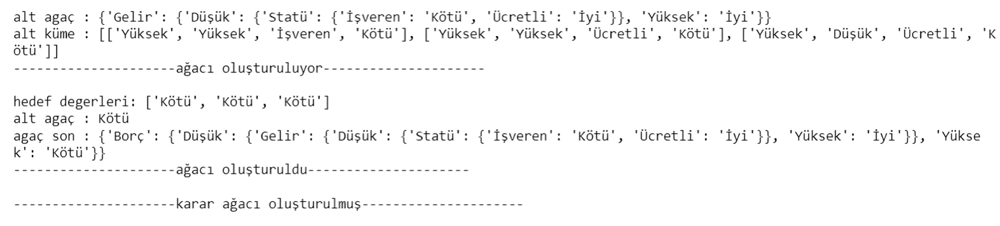 alt agaç : {'Gelir': {'Düşük': {'Statü': {'İşveren': 'Kötü', 'Ücretli': 'İyi'}}, 'Yüksek': 'İyi'}}
alt küme : [['Yüksek', 'Yüksek', 'İşveren', 'Kötü'], ['Yüksek', 'Yüksek', 'Ücretli', 'Kötü'], ['Yüksek', 'Düşük', 'Ücretli', 'K
ötü']]
---------------------ağacı oluşturuluyor---------------------
hedef degerleri: ['Kötü', 'Kötü', 'Kötü']
alt agaç : Kötü
agaç son : {'Borç': {'Düşük': {'Gelir': {'Düşük': {'Statü': {'İşveren': 'Kötü', 'Ücretli': 'İyi'}}, 'Yüksek': 'İyi'}}, 'Yükse
k': 'Kötü'}}
---------------------ağacı oluşturuldu---------------------
---------------------karar ağacı oluşturulmuş---------------------